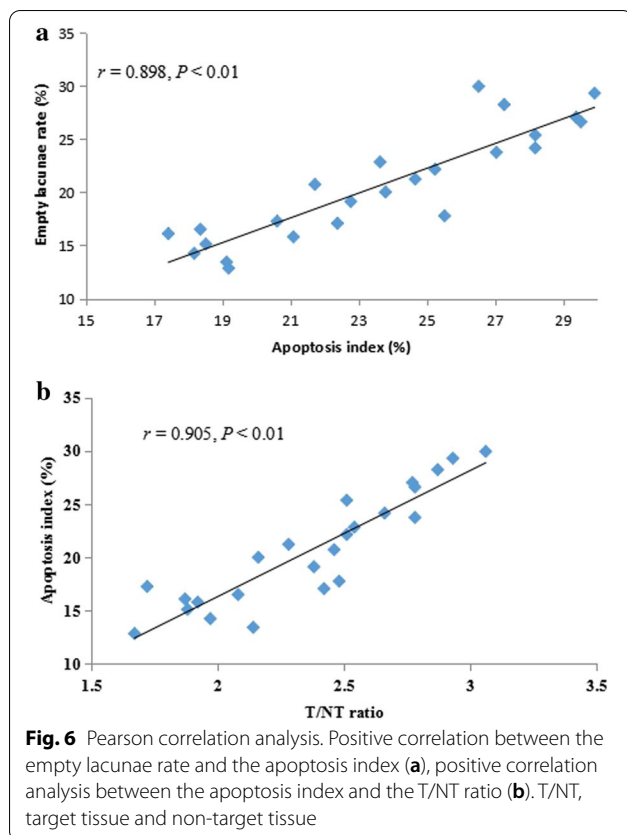 a
35
30
25
20
15
10
Empty lacunae rate (%)
r = 0.898, P < 0.01
15 17 19 21 23 25 27 29
Apoptosis index (%)
b
35
30
25
20
15
10
Apoptosis index (%)
r = 0.905, P < 0.01
1.5 2 2.5 3 3.5
T/NT ratio
Fig. 6 Pearson correlation analysis. Positive correlation between the
empty lacunae rate and the apoptosis index (a), positive correlation
analysis between the apoptosis index and the T/NT ratio (b). T/NT,
target tissue and non-target tissue